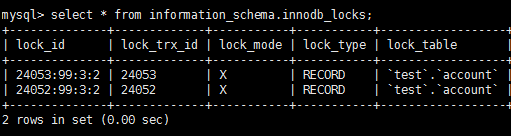 mysql> select * from information_schema.innodb_locks;
+-------------+-------------+-----------+-----------+------------------+
| lock_id | lock_trx_id | lock_mode | lock_type | lock_table |
+-------------+-------------+-----------+-----------+------------------+
| 24053:99:3:2 | 24053 | X | RECORD | `test`.`account` |
| 24052:99:3:2 | 24052 | X | RECORD | `test`.`account` |
+-------------+-------------+-----------+-----------+------------------+
2 rows in set (0.00 sec)